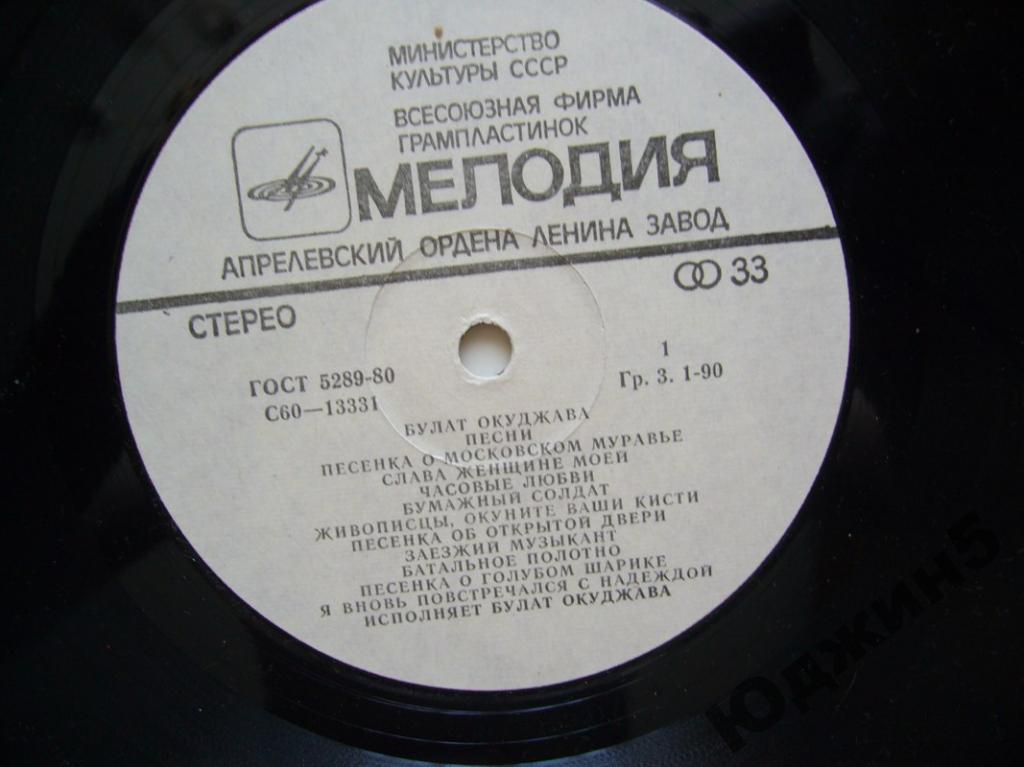 МИНИСТЕРСТВО
КУЛЬТУРЫ СССР
ВСЕСОЮЗНАЯ ФИРМА
ГРАМПЛАСТИНОК
МЕЛОДИЯ
АПРЕЛЕВСКИЙ ОРДЕНА ЛЕНИНА ЗАВОД
СТЕРЕО
33
ГОСТ 5289-80
С60—13331
1
Гр. 3. 1-90
БУЛАТ ОКУДЖАВА
ПЕСНИ
ПЕСЕНКА О МОСКОВСКОМ МУРАВЬЕ
СЛАВА ЖЕНЩИНЕ МОЕЙ
ЧАСОВЫЕ ЛЮБВИ
БУМАЖНЫЙ СОЛДАТ
ЖИВОПИСЦЫ, ОКУНИТЕ ВАШИ КИСТИ
ПЕСЕНКА ОБ ОТКРЫТОЙ ДВЕРИ
ЗАЕЗЖИЙ МУЗЫКАНТ
БАТАЛЬНОЕ ПОЛОТНО
ПЕСЕНКА О ГОЛУБОМ ШАРИКЕ
Я ВНОВЬ ПОВСТРЕЧАЛСЯ С НАДЕЖДОЙ
ИСПОЛНЯЕТ БУЛАТ ОКУДЖАВА
Юджин5